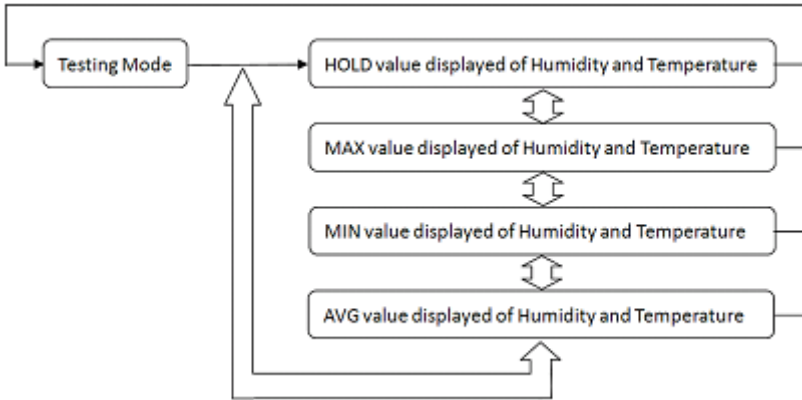 Testing Mode
HOLD value displayed of Humidity and Temperature
MAX value displayed of Humidity and Temperature
MIN value displayed of Humidity and Temperature
AVG value displayed of Humidity and Temperature